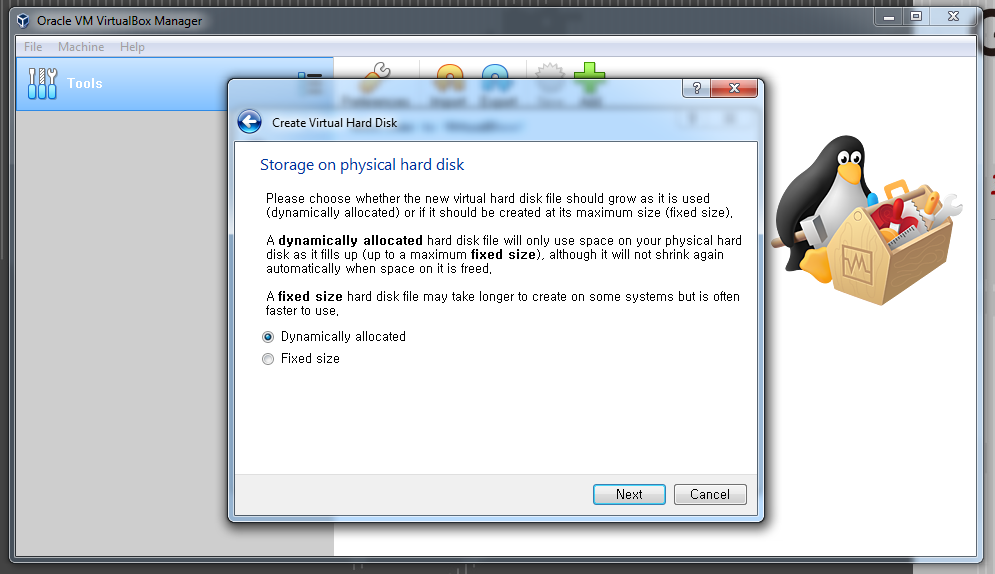 Oracle VM VirtualBox Manager
File Machine Help
Tools
Create Virtual Hard Disk
Storage on physical hard disk
Please choose whether the new virtual hard disk file should grow as it is used
(dynamically allocated) or if it should be created at its maximum size (fixed size).
A dynamically allocated hard disk file will only use space on your physical hard
disk as it fills up (up to a maximum fixed size), although it will not shrink again
automatically when space on it is freed.
A fixed size hard disk file may take longer to create on some systems but is often
faster to use.
Dynamically allocated
Fixed size
Next Cancel